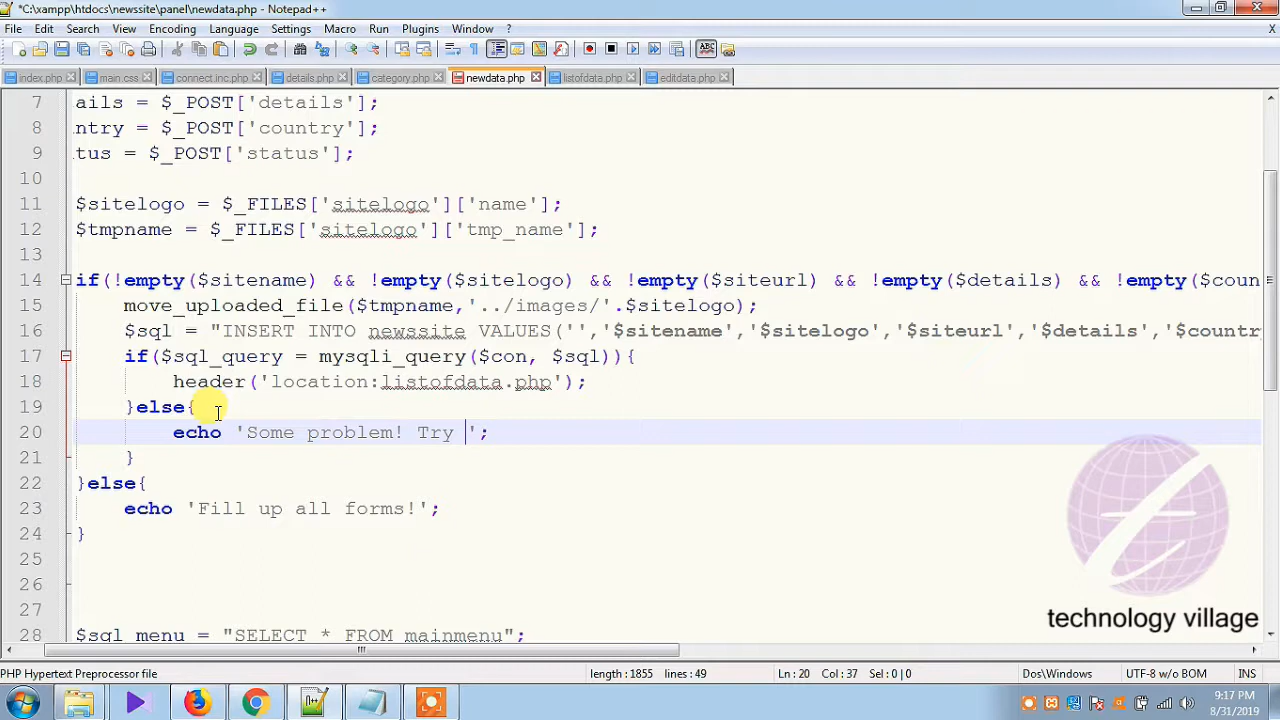 *C:\xampp\htdocs\newssite\panel\newdata.php - Notepad++
File Edit Search View Encoding Language Settings Macro Run Plugins Window ? X
index.php main.css connect.inc.php details.php category.php newdata.php listofdata.php editdata.php
7 ails = $_POST['details'];
8 ntry = $_POST['country'];
9 tus = $_POST['status'];
10
11 $sitelogo = $_FILES['sitelogo']['name'];
12 $tmpname = $_FILES['sitelogo']['tmp_name'];
13
14 if(!empty($sitename) && !empty($sitelogo) && !empty($siteurl) && !empty($details) && !empty($coun
15 move_uploaded_file($tmpname,'../images/'.$sitelogo);
16 $sql = "INSERT INTO newssite VALUES('','$sitename','$sitelogo','$siteurl','$details','$countr
17 if($sql_query = mysqli_query($con, $sql)){
18 header('location:listofdata.php');
19 }else{
20 echo 'Some problem! Try ';
21 }
22 }else{
23 echo 'Fill up all forms!';
24 }
25
26
27
28 $sql_menu = "SELECT * FROM mainmenu";
technology village
PHP Hypertext Preprocessor file length : 1855 lines : 49 Ln : 20 Col : 37 Sel : 0 | 0 Dos\Windows UTF-8 w/o BOM INS
9:17 PM
8/31/2019